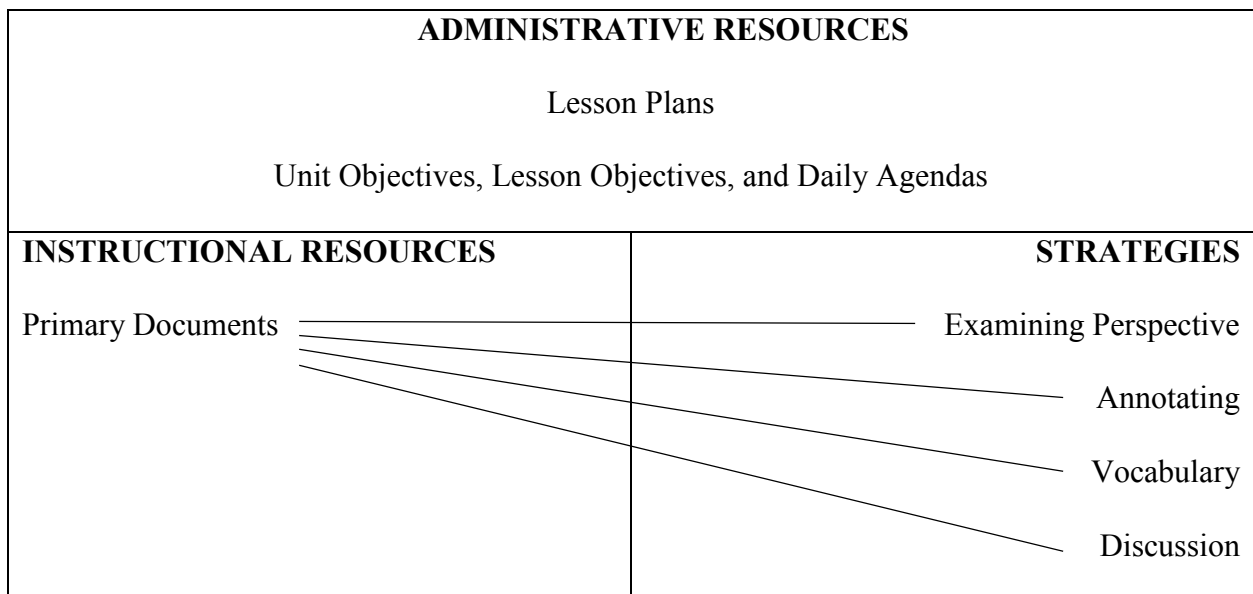 ADMINISTRATIVE RESOURCES
Lesson Plans
Unit Objectives, Lesson Objectives, and Daily Agendas
INSTRUCTIONAL RESOURCES
Primary Documents
STRATEGIES
Examining Perspective
Annotating
Vocabulary
Discussion